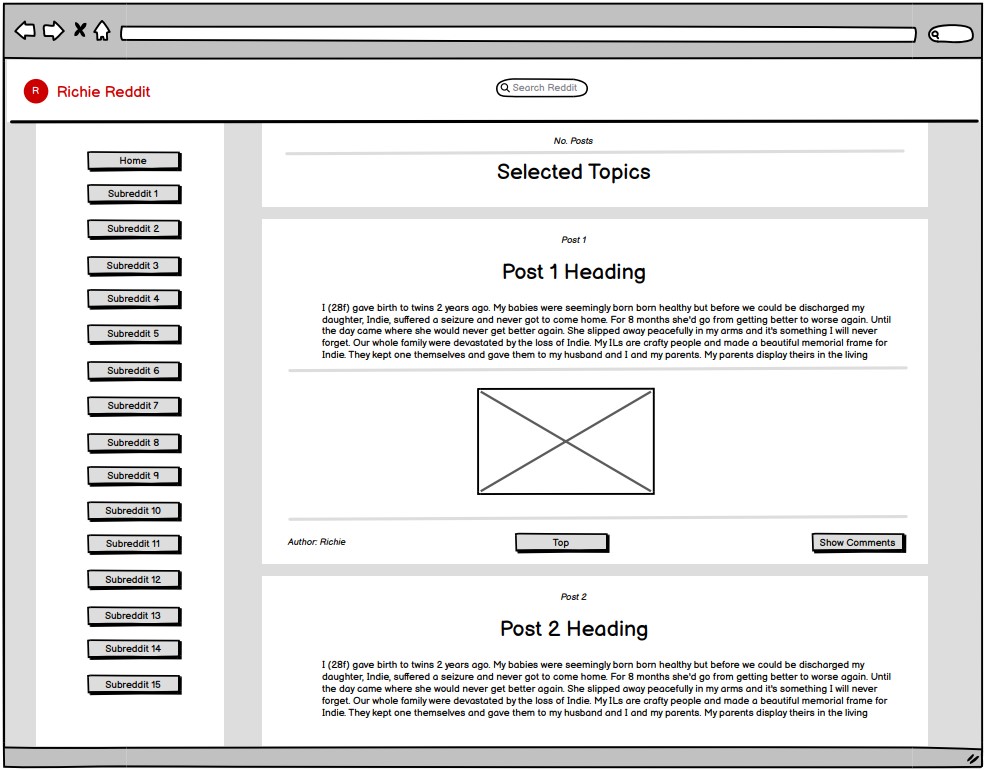 R
Richie Reddit
Search Reddit
Home
Subreddit 1
Subreddit 2
Subreddit 3
Subreddit 4
Subreddit 5
Subreddit 6
Subreddit 7
Subreddit 8
Subreddit 9
Subreddit 10
Subreddit 11
Subreddit 12
Subreddit 13
Subreddit 14
Subreddit 15
No. Posts
Selected Topics
Post 1
Post 1 Heading
I (28f) gave birth to twins 2 years ago. My babies were seemingly born born healthy but before we could be discharged my
daughter, Indie, suffered a seizure and never got to come home. For 8 months she'd go from getting better to worse again. Until
the day came where she would never get better again. She slipped away peacefully in my arms and it's something I will never
forget. Our whole family were devastated by the loss of Indie. My ILs are crafty people and made a beautiful memorial frame for
Indie. They kept one themselves and gave them to my husband and I and my parents. My parents display theirs in the living
Author: Richie
Top
Show Comments
Post 2
Post 2 Heading
I (28f) gave birth to twins 2 years ago. My babies were seemingly born born healthy but before we could be discharged my
daughter, Indie, suffered a seizure and never got to come home. For 8 months she'd go from getting better to worse again. Until
the day came where she would never get better again. She slipped away peacefully in my arms and it's something I will never
forget. Our whole family were devastated by the loss of Indie. My ILs are crafty people and made a beautiful memorial frame for
Indie. They kept one themselves and gave them to my husband and I and my parents. My parents display theirs in the living